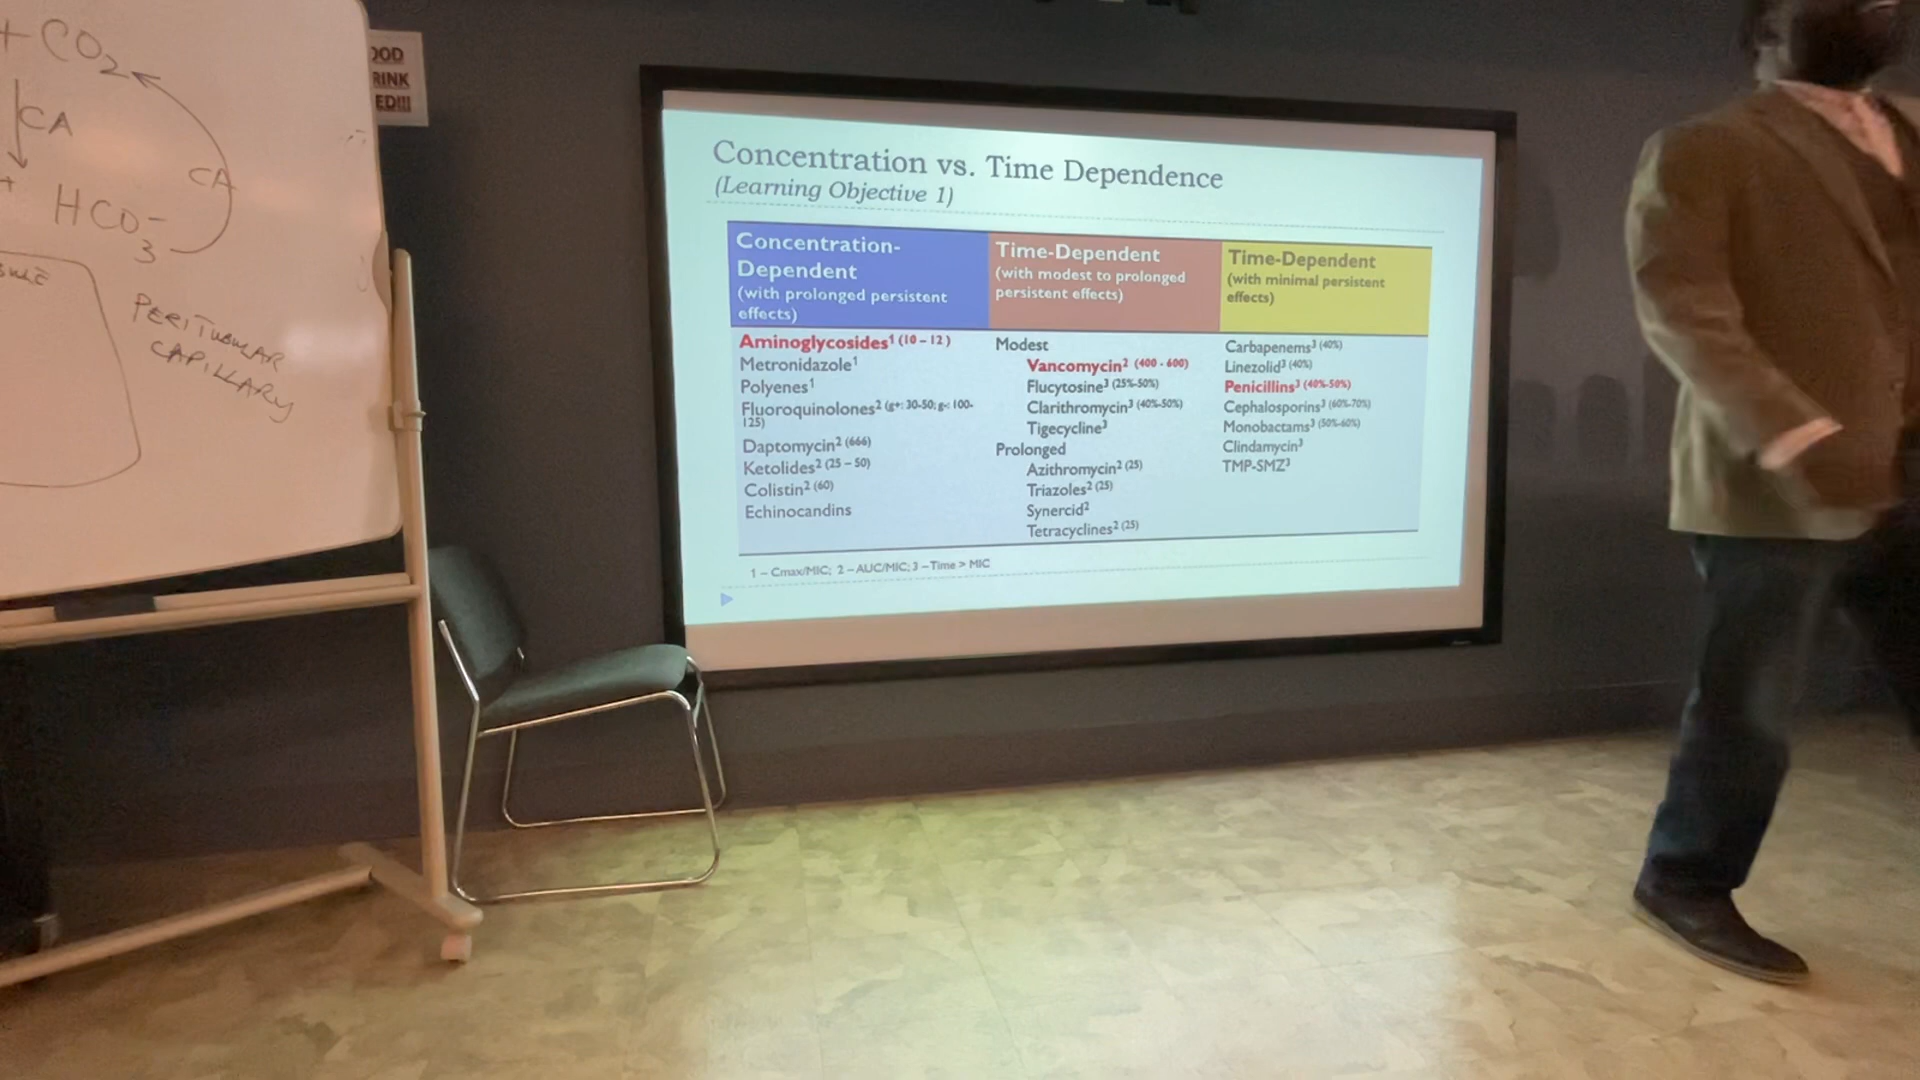 + CO2
CA
CA
+ HCO3-
PERITUBULAR
CAPILLARY
OOD
RINK
ED!!!
Concentration vs. Time Dependence
(Learning Objective 1)
Concentration-
Dependent
(with prolonged persistent
effects)
Aminoglycosides¹ (10 – 12 )
Metronidazole¹
Polyenes¹
Fluoroquinolones² (g+: 30-50; g-: 100-
125)
Daptomycin² (666)
Ketolides² (25 – 50)
Colistin² (60)
Echinocandins
Time-Dependent
(with modest to prolonged
persistent effects)
Modest
Vancomycin² (400 - 600)
Flucytosine³ (25%-50%)
Clarithromycin³ (40%-50%)
Tigecycline³
Prolonged
Azithromycin² (25)
Triazoles² (25)
Synercid²
Tetracyclines² (25)
Time-Dependent
(with minimal persistent
effects)
Carbapenems³ (40%)
Linezolid³ (40%)
Penicillins³ (40%-50%)
Cephalosporins³ (60%-70%)
Monobactams³ (50%-60%)
Clindamycin³
TMP-SMZ³
1 – Cmax/MIC; 2 – AUC/MIC; 3 – Time > MIC